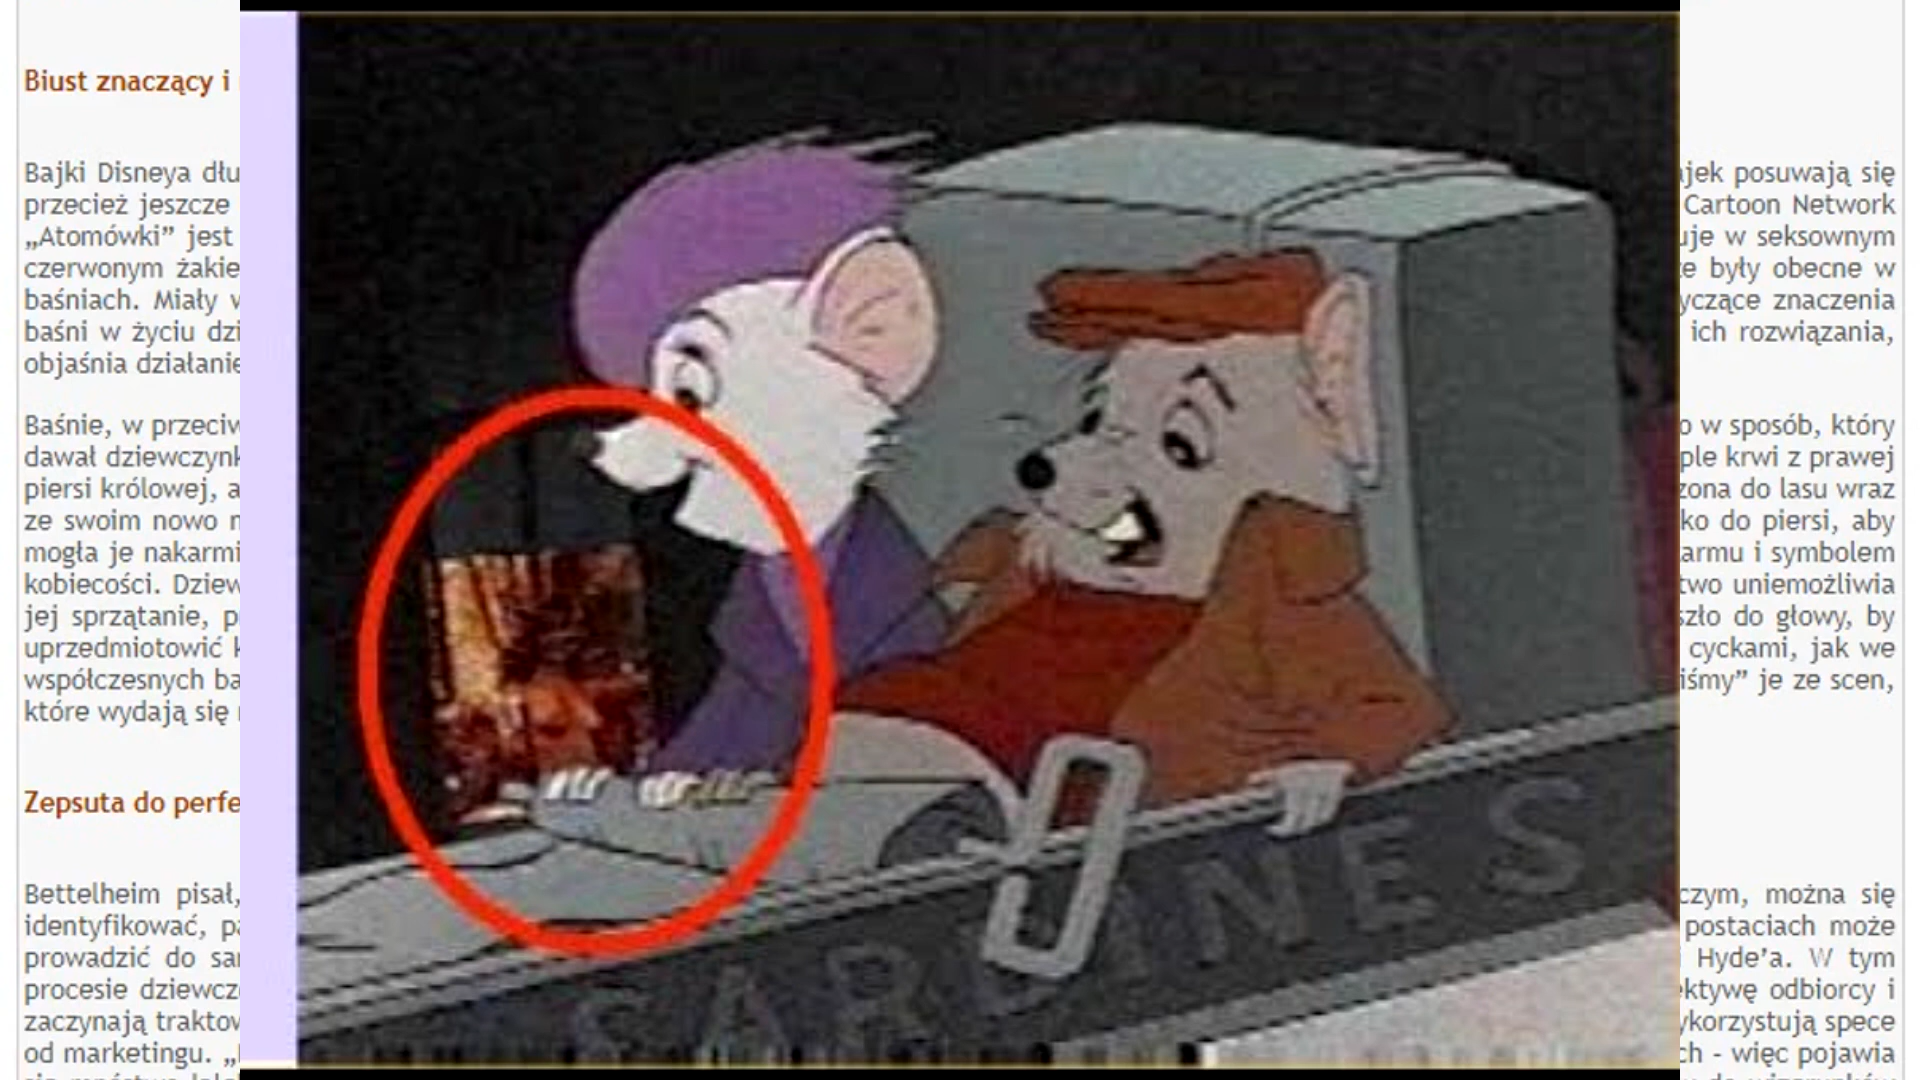 Biust znaczący i
Bajki Disneya dłu ajek posuwają się
przecież jeszcze Cartoon Network
„Atomówki” jest uje w seksownym
czerwonym żakie że były obecne w
baśniach. Miały w yczące znaczenia
baśni w życiu dzi ich rozwiązania,
objaśnia działanie
Baśnie, w przeciw o w sposób, który
dawał dziewczynk ple krwi z prawej
piersi królowej, a zona do lasu wraz
ze swoim nowo n ko do piersi, aby
mogła je nakarmi armu i symbolem
kobiecości. Dziew two uniemożliwia
jej sprzątanie, p szło do głowy, by
uprzedmiotowić k cyckami, jak we
współczesnych ba iśmy” je ze scen,
które wydają się
SARDINES
Zepsuta do perfe
Bettelheim pisał, czym, można się
identyfikować, pa postaciach może
prowadzić do sa Hyde’a. W tym
procesie dziewcz ektywę odbiorcy i
zaczynają traktow ykorzystują spece
od marketingu. „ ch - więc pojawia